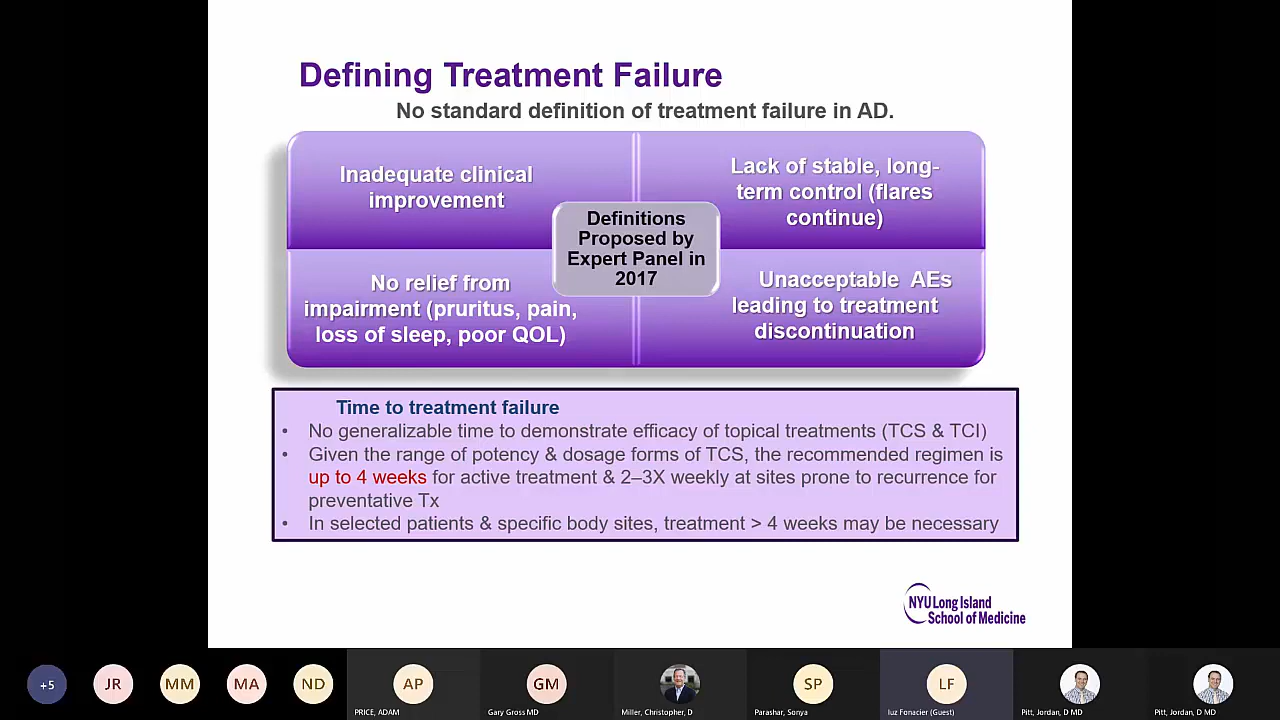 Defining Treatment Failure
No standard definition of treatment failure in AD.
Inadequate clinical
improvement
Lack of stable, long-
term control (flares
continue)
Definitions
Proposed by
Expert Panel in
2017
No relief from
impairment (pruritus, pain,
loss of sleep, poor QOL)
Unacceptable AEs
leading to treatment
discontinuation
Time to treatment failure
• No generalizable time to demonstrate efficacy of topical treatments (TCS & TCI)
• Given the range of potency & dosage forms of TCS, the recommended regimen is
up to 4 weeks for active treatment & 2–3X weekly at sites prone to recurrence for
preventative Tx
• In selected patients & specific body sites, treatment > 4 weeks may be necessary
NYU Long Island
School of Medicine
+5
JR
MM
MA
ND
AP
GM
SP
LF
PRICE, ADAM
Gary Gross MD
Miller, Christopher, D
Parashar, Sonya
luz Fonacier (Guest)
Pitt, Jordan, D MD
Pitt, Jordan, D MD